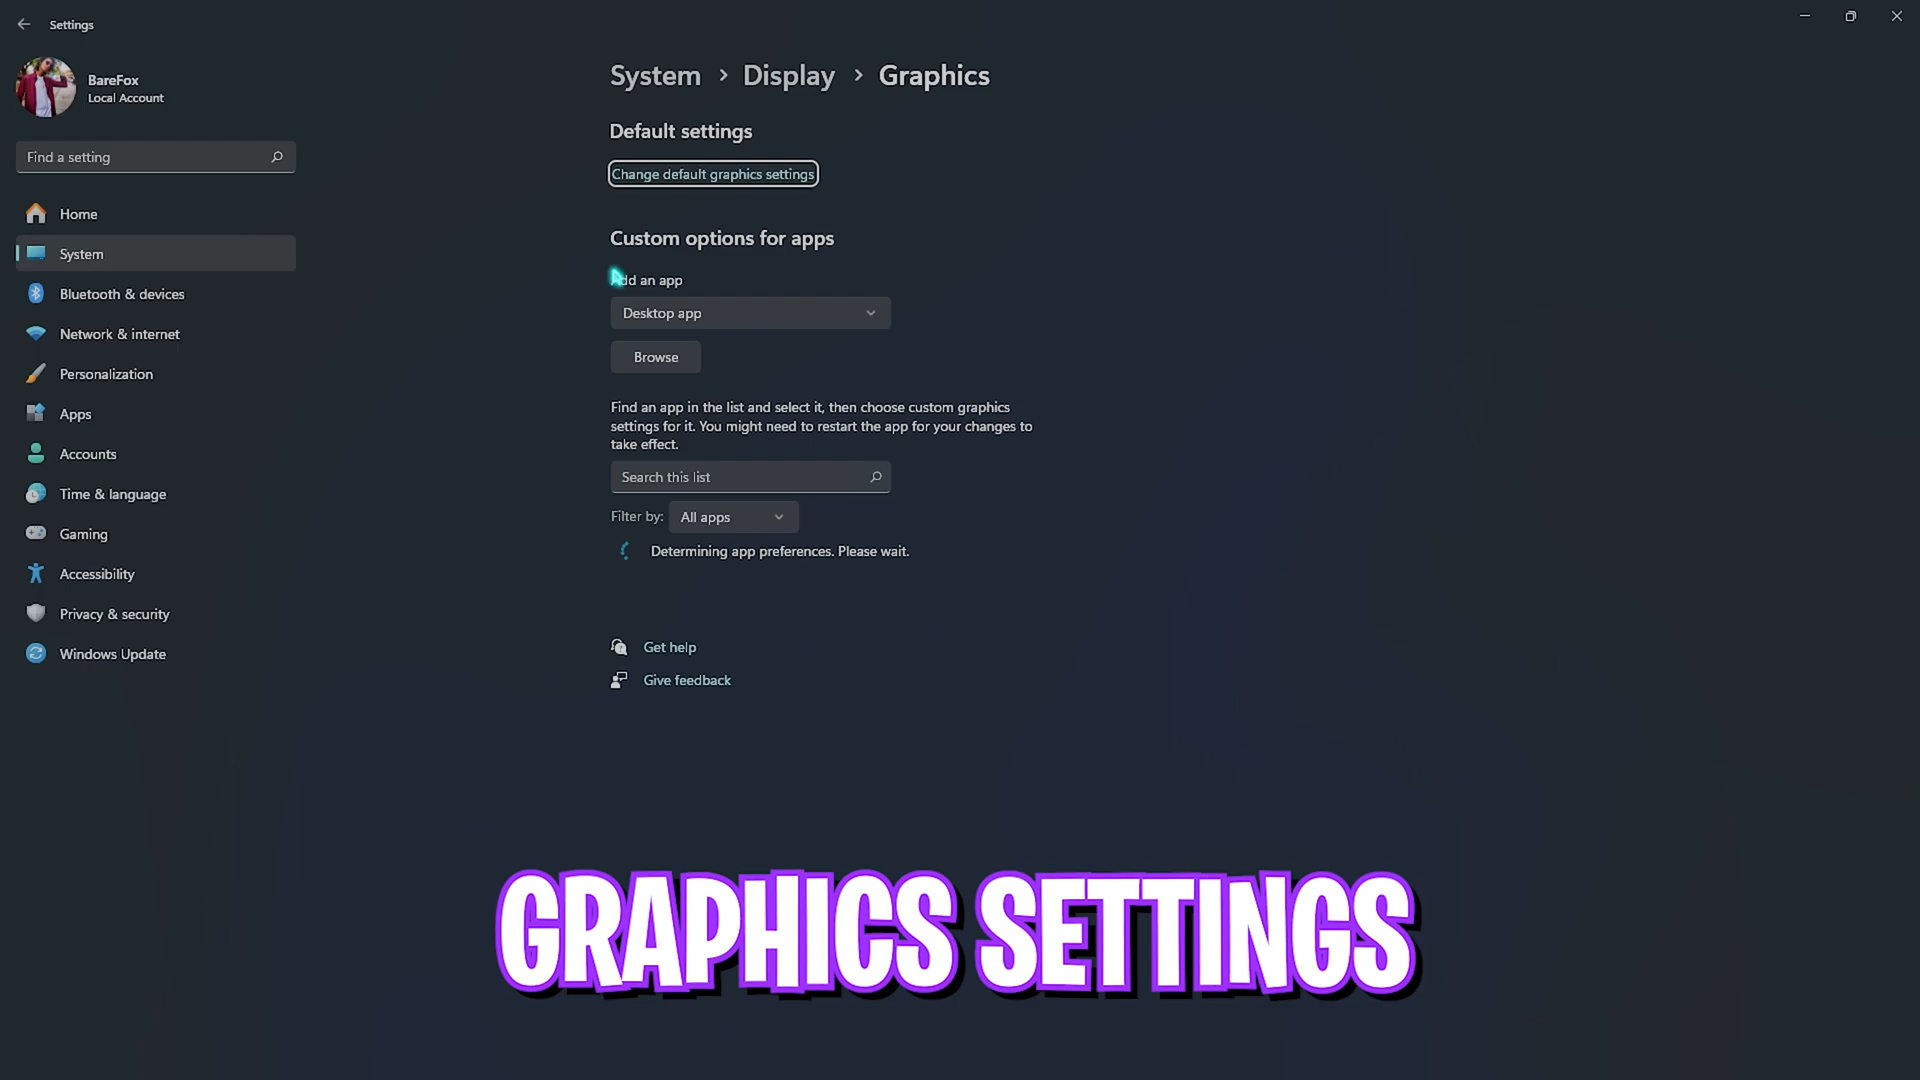 Settings
BareFox
Local Account
Find a setting
Home
System
Bluetooth & devices
Network & internet
Personalization
Apps
Accounts
Time & language
Gaming
Accessibility
Privacy & security
Windows Update
System > Display > Graphics
Default settings
Change default graphics settings
Custom options for apps
Add an app
Desktop app
Browse
Find an app in the list and select it, then choose custom graphics
settings for it. You might need to restart the app for your changes to
take effect.
Search this list
Filter by: All apps
Determining app preferences. Please wait.
Get help
Give feedback
GRAPHICS SETTINGS